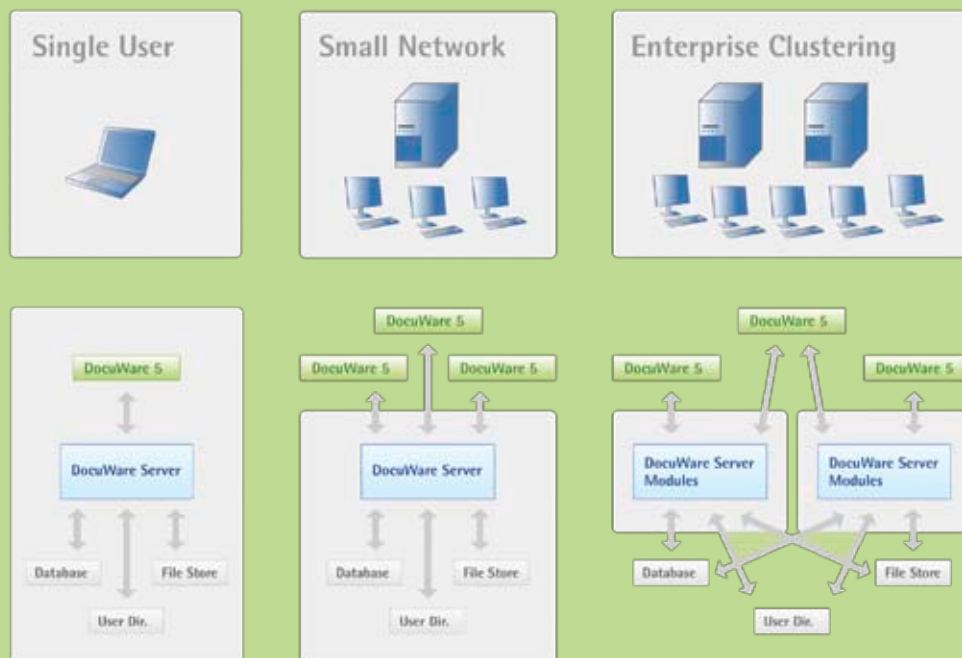 Single User
Small Network
Enterprise Clustering
DocuWare 5
DocuWare Server
Database
File Store
User Dir.
DocuWare 5
DocuWare 5
DocuWare 5
DocuWare Server
Database
File Store
User Dir.
DocuWare 5
DocuWare 5
DocuWare 5
DocuWare Server
Modules
DocuWare Server
Modules
Database
File Store
User Dir.